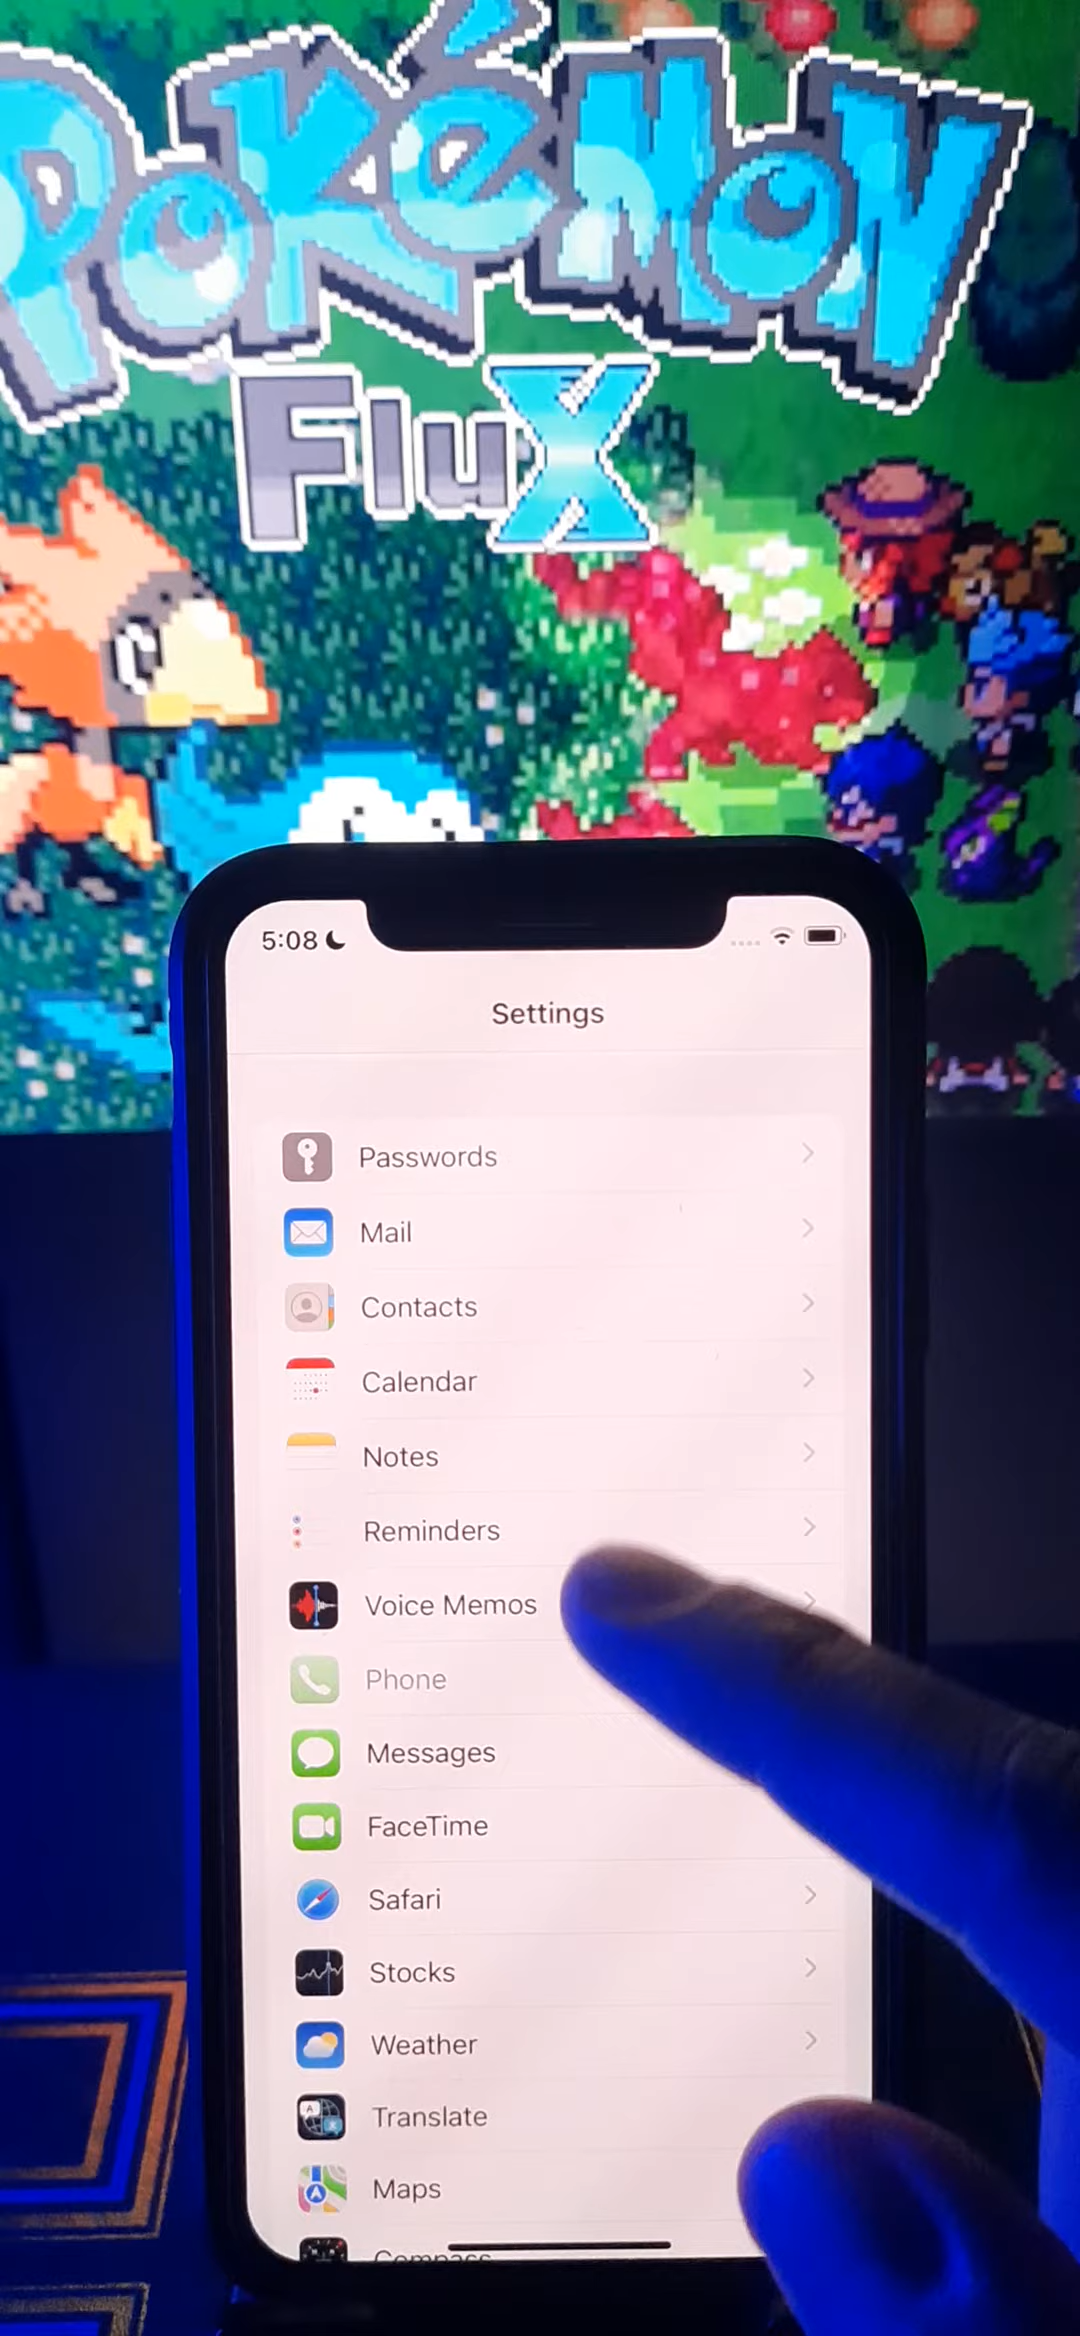 Pokémon
Flux
5:08
Settings
Passwords
Mail
Contacts
Calendar
Notes
Reminders
Voice Memos
Phone
Messages
FaceTime
Safari
Stocks
Weather
Translate
Maps
Compass